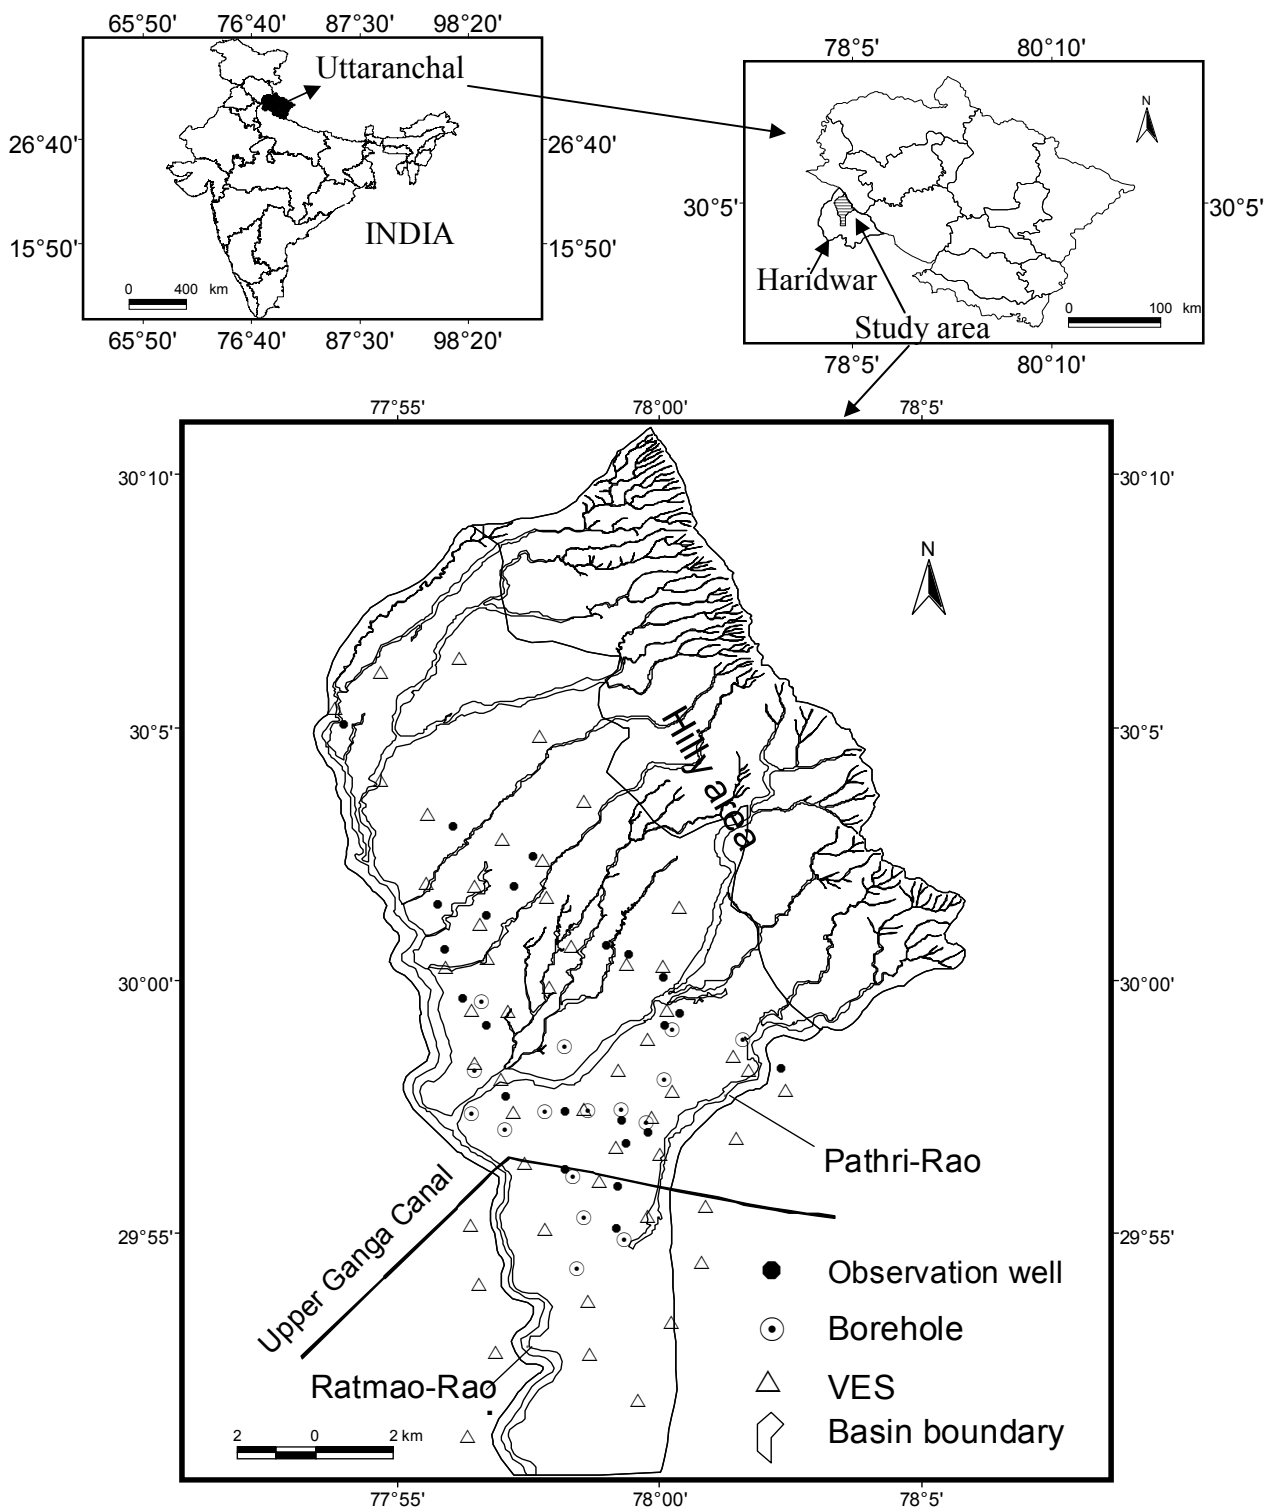 65°50' 76°40' 87°30' 98°20'
Uttaranchal
26°40' 26°40'
15°50' 15°50'
INDIA
0 400 km
65°50' 76°40' 87°30' 98°20'
78°5' 80°10'
N
30°5' 30°5'
Haridwar
Study area
0 100 km
78°5' 80°10'
77°55' 78°00' 78°5'
30°10' 30°10'
N
30°5' 30°5'
Hilly area
30°00' 30°00'
Pathri-Rao
Upper Ganga Canal
29°55' 29°55'
Ratmao-Rao
Observation well
Borehole
VES
Basin boundary
2 0 2 km
77°55' 78°00' 78°5'